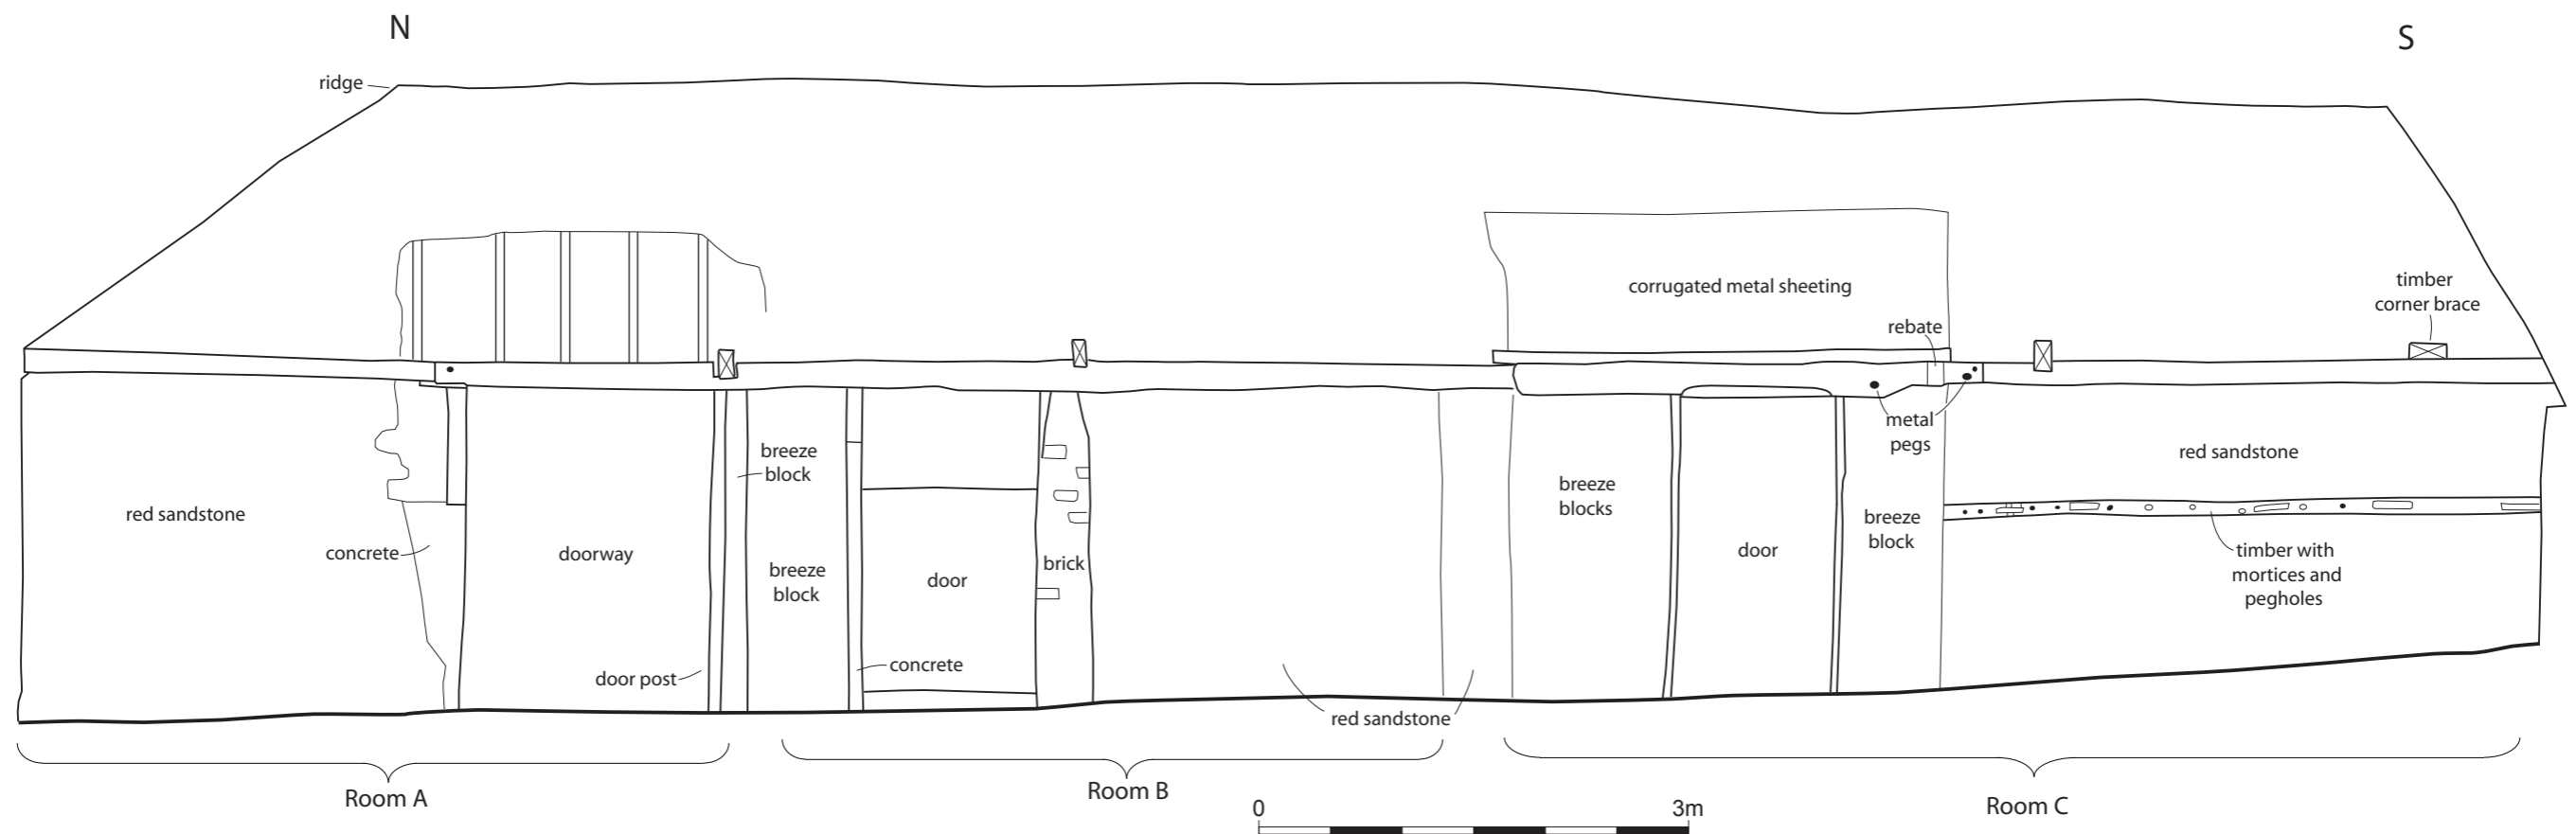 N
S
ridge
timber
corner brace
corrugated metal sheeting
rebate
metal
pegs
breeze
block
red sandstone
breeze
blocks
red sandstone
breeze
block
concrete
doorway
door
timber with
mortices and
pegholes
brick
breeze
block
door
door post
concrete
red sandstone
Room A
Room B
Room C
0
3m